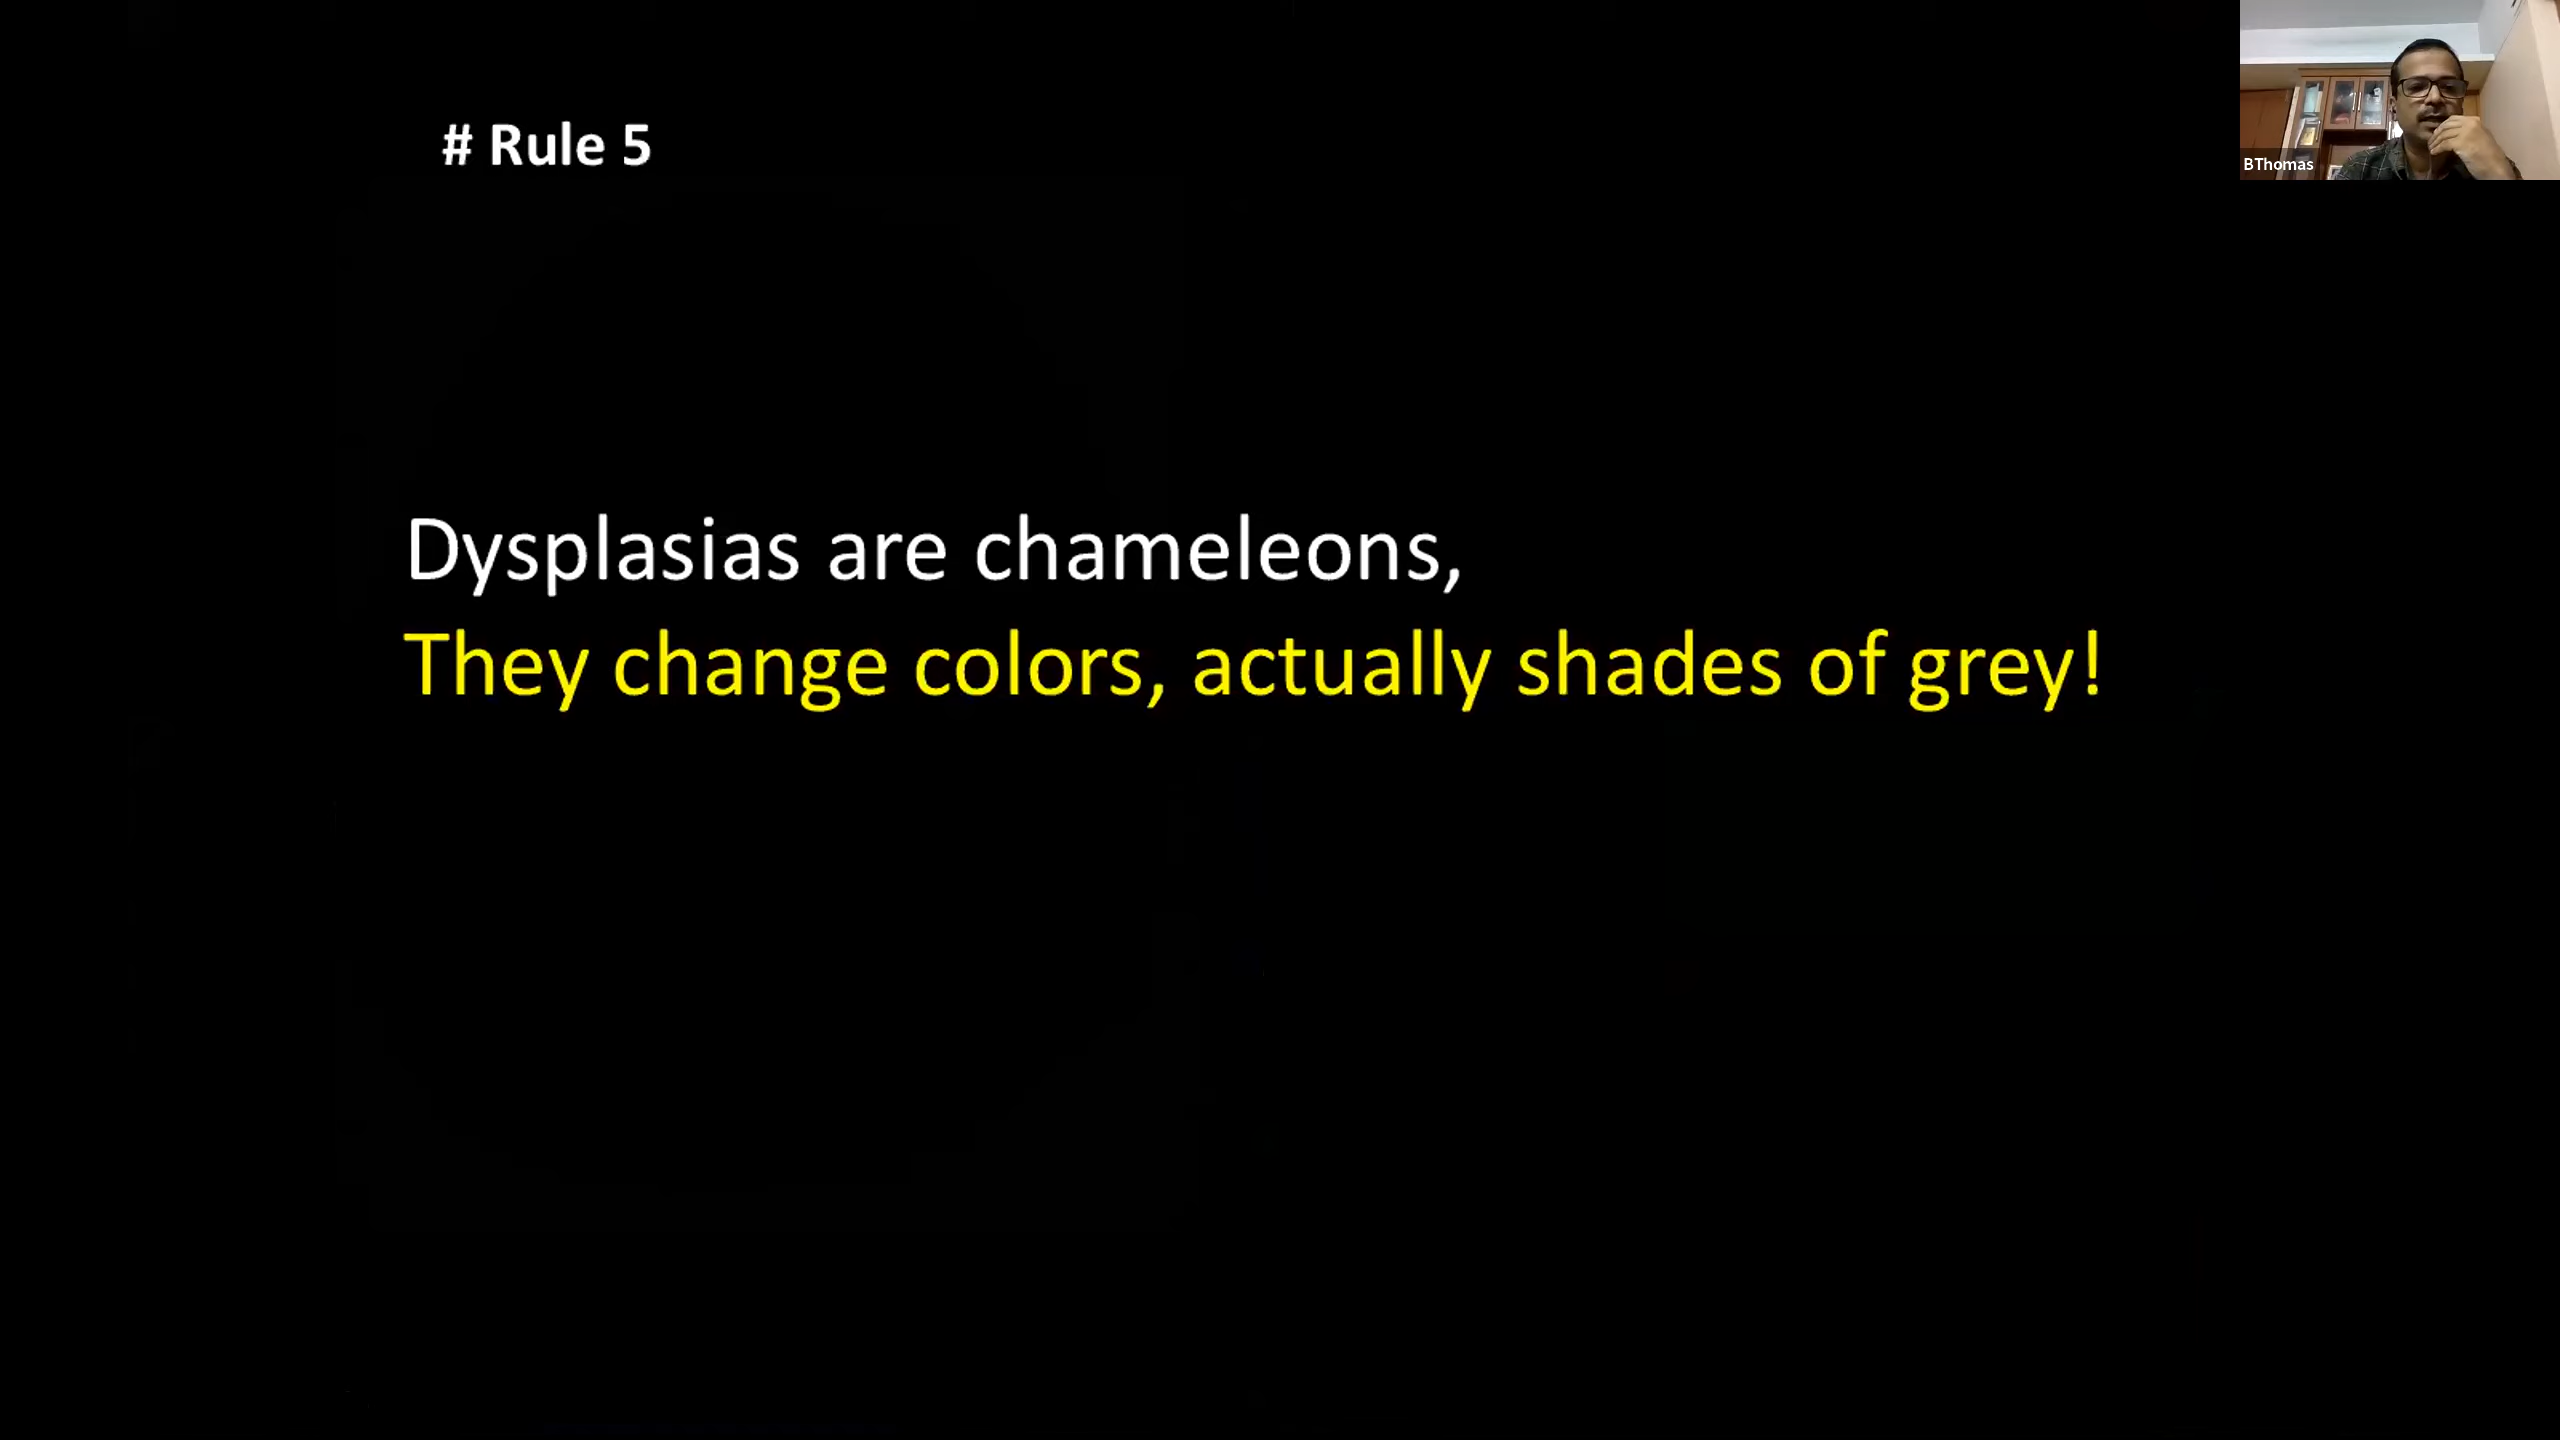 # Rule 5
BThomas
Dysplasias are chameleons,
They change colors, actually shades of grey!